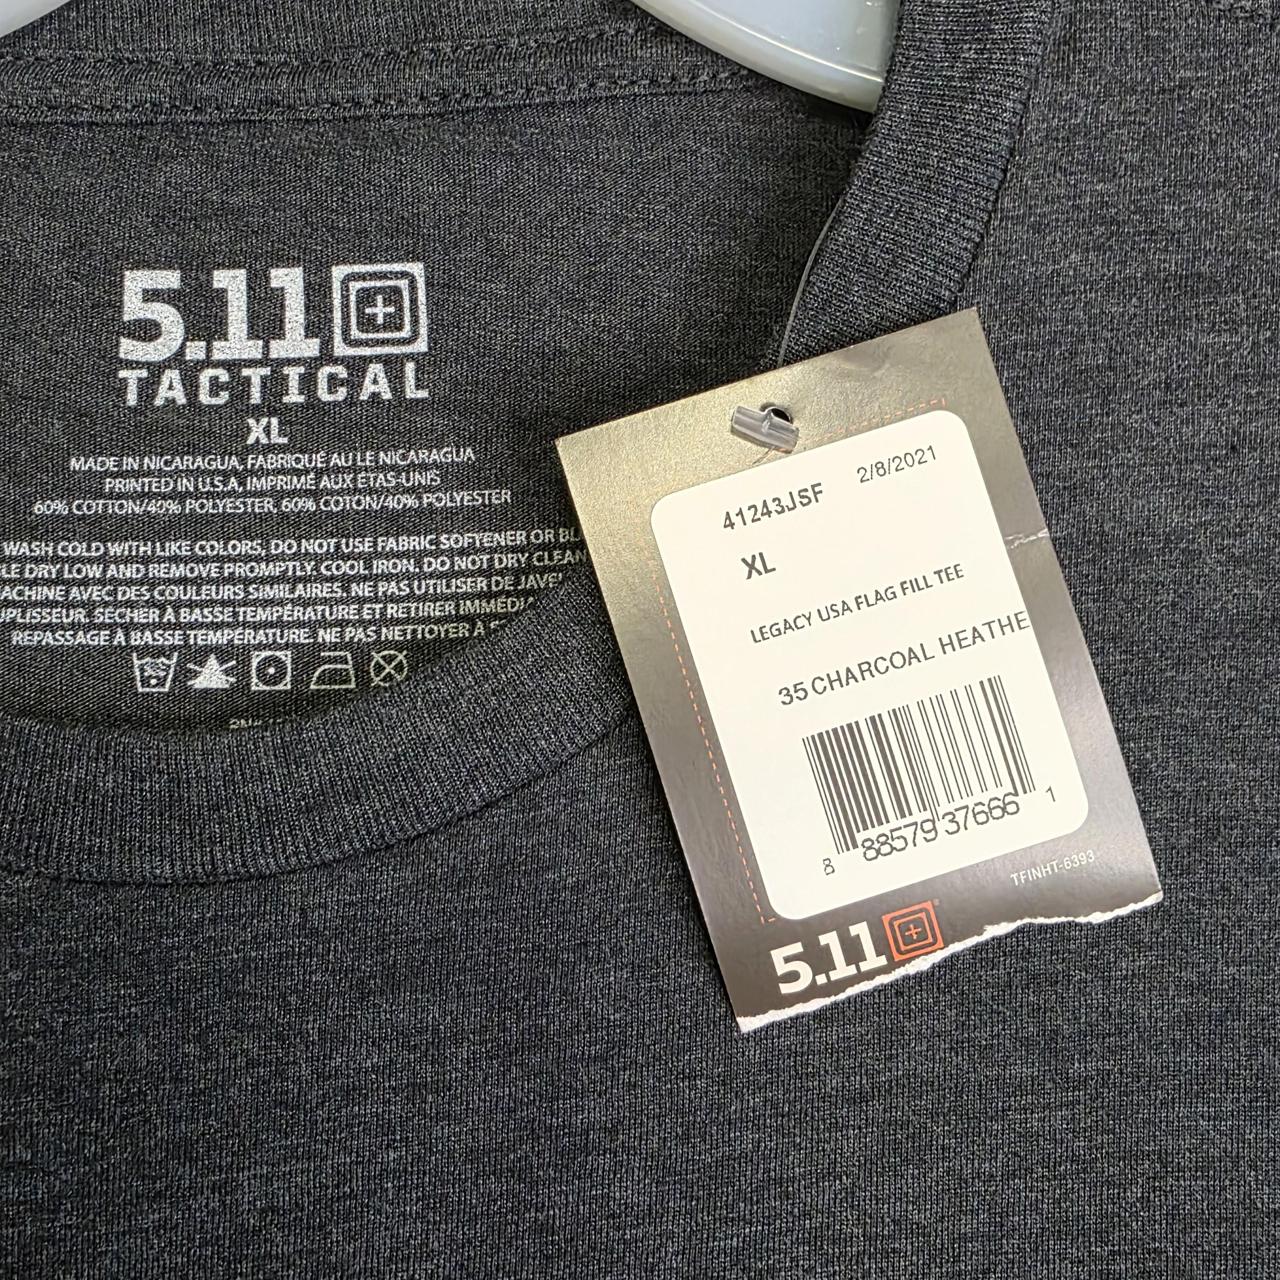 5.11
TACTICAL
XL
MADE IN NICARAGUA, FABRIQUÉ AU LE NICARAGUA
PRINTED IN U.S.A, IMPRIMÉ AUX ETAS-UNIS
60% COTTON/40% POLYESTER, 60% COTON/40% POLYESTER
WASH COLD WITH LIKE COLORS, DO NOT USE FABRIC SOFTENER OR BL
LE DRY LOW AND REMOVE PROMPTLY. COOL IRON. DO NOT DRY CLEAN
ACHINE AVEC DES COULEURS SIMILAIRES. NE PAS UTILISER DE JAVEL
UPLISSEUR. SÉCHER À BASSE TEMPÉRATURE ET RETIRER IMMÉDIA
REPASSAGE À BASSE TEMPÉRATURE. NE PAS NETTOYER À
41243JSF 2/8/2021
XL
LEGACY USA FLAG FILL TEE
35 CHARCOAL HEATHE
8 88579 37666 1
TFINHT-6393
5.11®